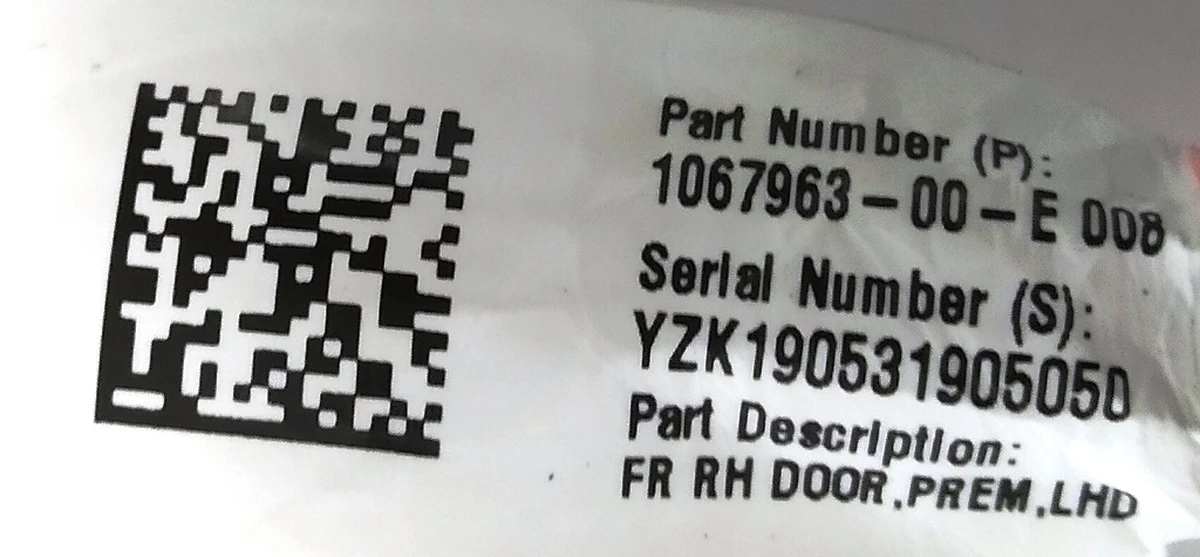 Part Number (P):
1067963-00-E 008
Serial Number (S):
YZK190531905050
Part Description:
FR RH DOOR,PREM,LHD